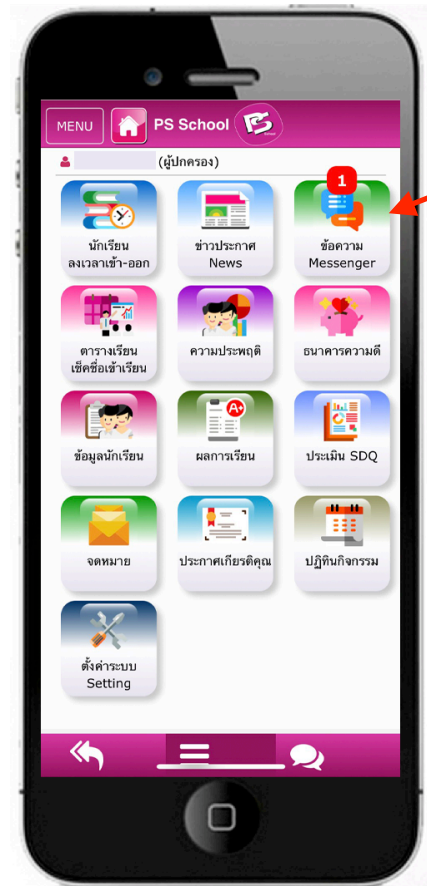 MENU
PS School
PS
(ผู้ปกครอง)
1
นักเรียน
ลงเวลาเข้า-ออก
ข่าวประกาศ
News
ข้อความ
Messenger
ตารางเรียน
เช็คชื่อเข้าเรียน
ความประพฤติ
ธนาคารความดี
ข้อมูลนักเรียน
A+
ผลการเรียน
ประเมิน SDQ
จดหมาย
ประกาศเกียรติคุณ
ปฏิทินกิจกรรม
ตั้งค่าระบบ
Setting